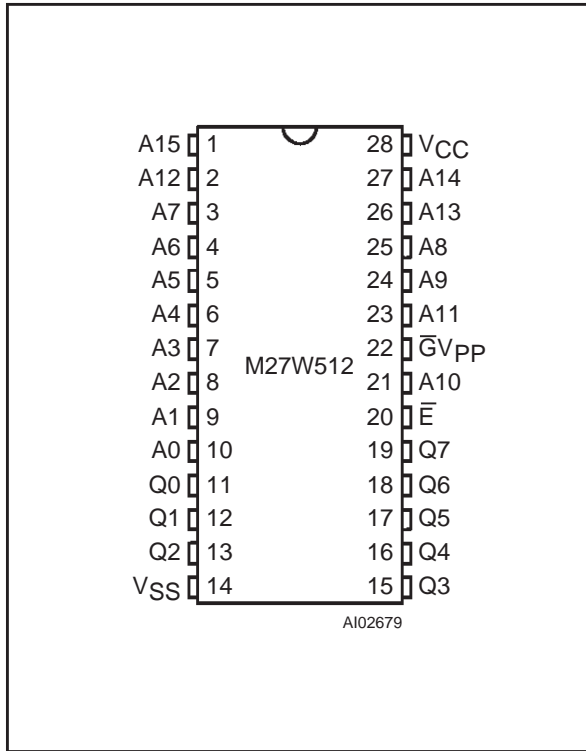 A15 1 28 VCC
A12 2 27 A14
A7 3 26 A13
A6 4 25 A8
A5 5 24 A9
A4 6 23 A11
A3 7 22 G̅VPP
M27W512
A2 8 21 A10
A1 9 20 E̅
A0 10 19 Q7
Q0 11 18 Q6
Q1 12 17 Q5
Q2 13 16 Q4
VSS 14 15 Q3
AI02679